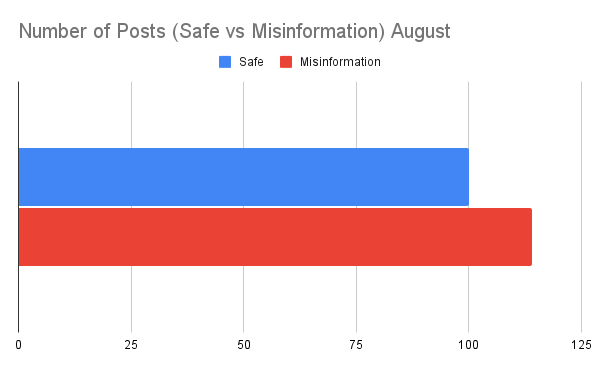 Number of Posts (Safe vs Misinformation) August
Safe Misinformation
0 25 50 75 100 125